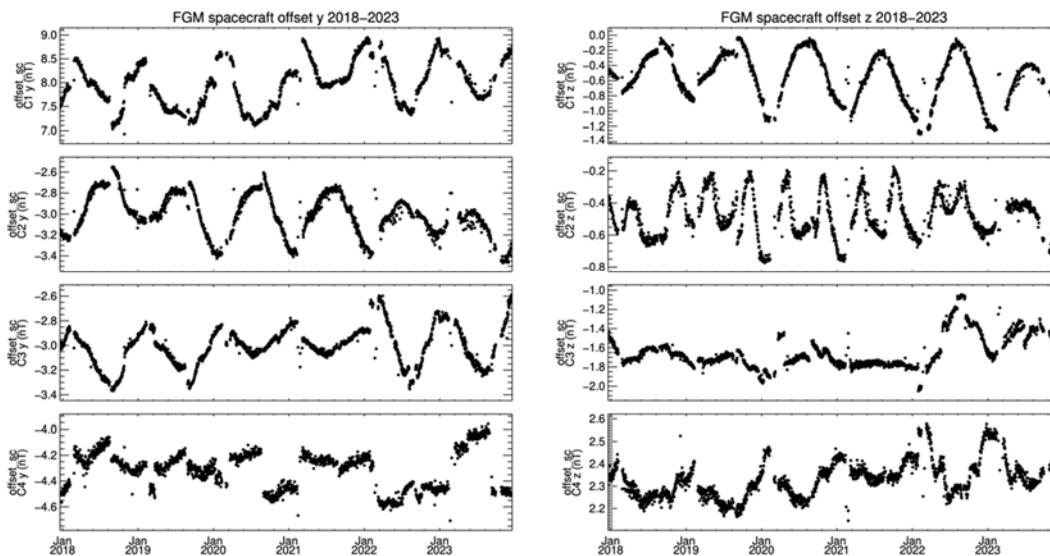 FGM spacecraft offset y 2018–2023
offset_sc
C1 y (nT)
9.0
8.5
8.0
7.5
7.0
offset_sc
C2 y (nT)
−2.6
−2.8
−3.0
−3.2
−3.4
offset_sc
C3 y (nT)
−2.6
−2.8
−3.0
−3.2
−3.4
offset_sc
C4 y (nT)
−4.0
−4.2
−4.4
−4.6
Jan Jan Jan Jan Jan Jan
2018 2019 2020 2021 2022 2023
FGM spacecraft offset z 2018–2023
offset_sc
C1 z (nT)
0.0
−0.2
−0.4
−0.6
−0.8
−1.0
−1.2
−1.4
offset_sc
C2 z (nT)
−0.2
−0.4
−0.6
−0.8
offset_sc
C3 z (nT)
−1.0
−1.2
−1.4
−1.6
−1.8
−2.0
offset_sc
C4 z (nT)
2.6
2.5
2.4
2.3
2.2
Jan Jan Jan Jan Jan Jan
2018 2019 2020 2021 2022 2023